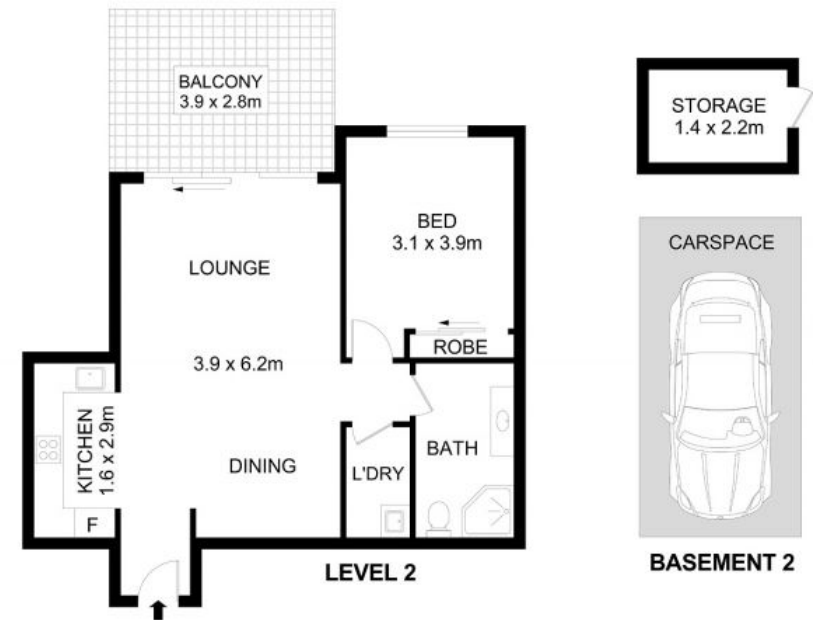 BALCONY
3.9 x 2.8m
BED
3.1 x 3.9m
LOUNGE
ROBE
3.9 x 6.2m
KITCHEN
1.6 x 2.9m
DINING
L'DRY
BATH
F
LEVEL 2
STORAGE
1.4 x 2.2m
CARSPACE
BASEMENT 2